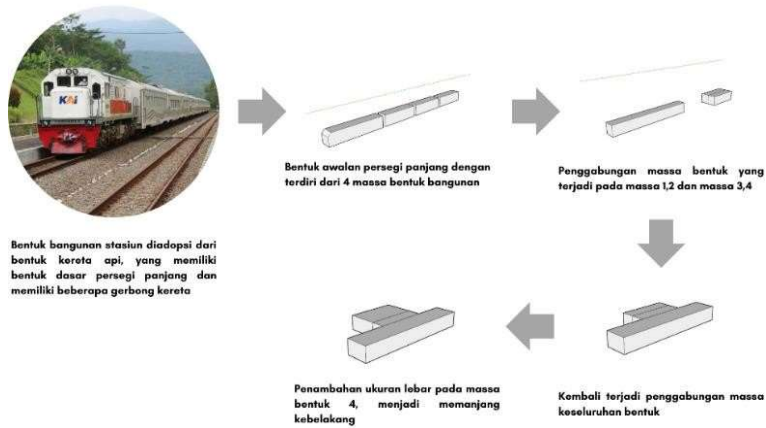 KAI
Bentuk bangunan stasiun diadopsi dari
bentuk kereta api, yang memiliki
bentuk dasar persegi panjang dan
memiliki beberapa gerbong kereta
Bentuk awalan persegi panjang dengan
terdiri dari 4 massa bentuk bangunan
Penggabungan massa bentuk yang
terjadi pada massa 1,2 dan massa 3,4
Kembali terjadi penggabungan massa
keseluruhan bentuk
Penambahan ukuran lebar pada massa
bentuk 4, menjadi memanjang
kebelakang